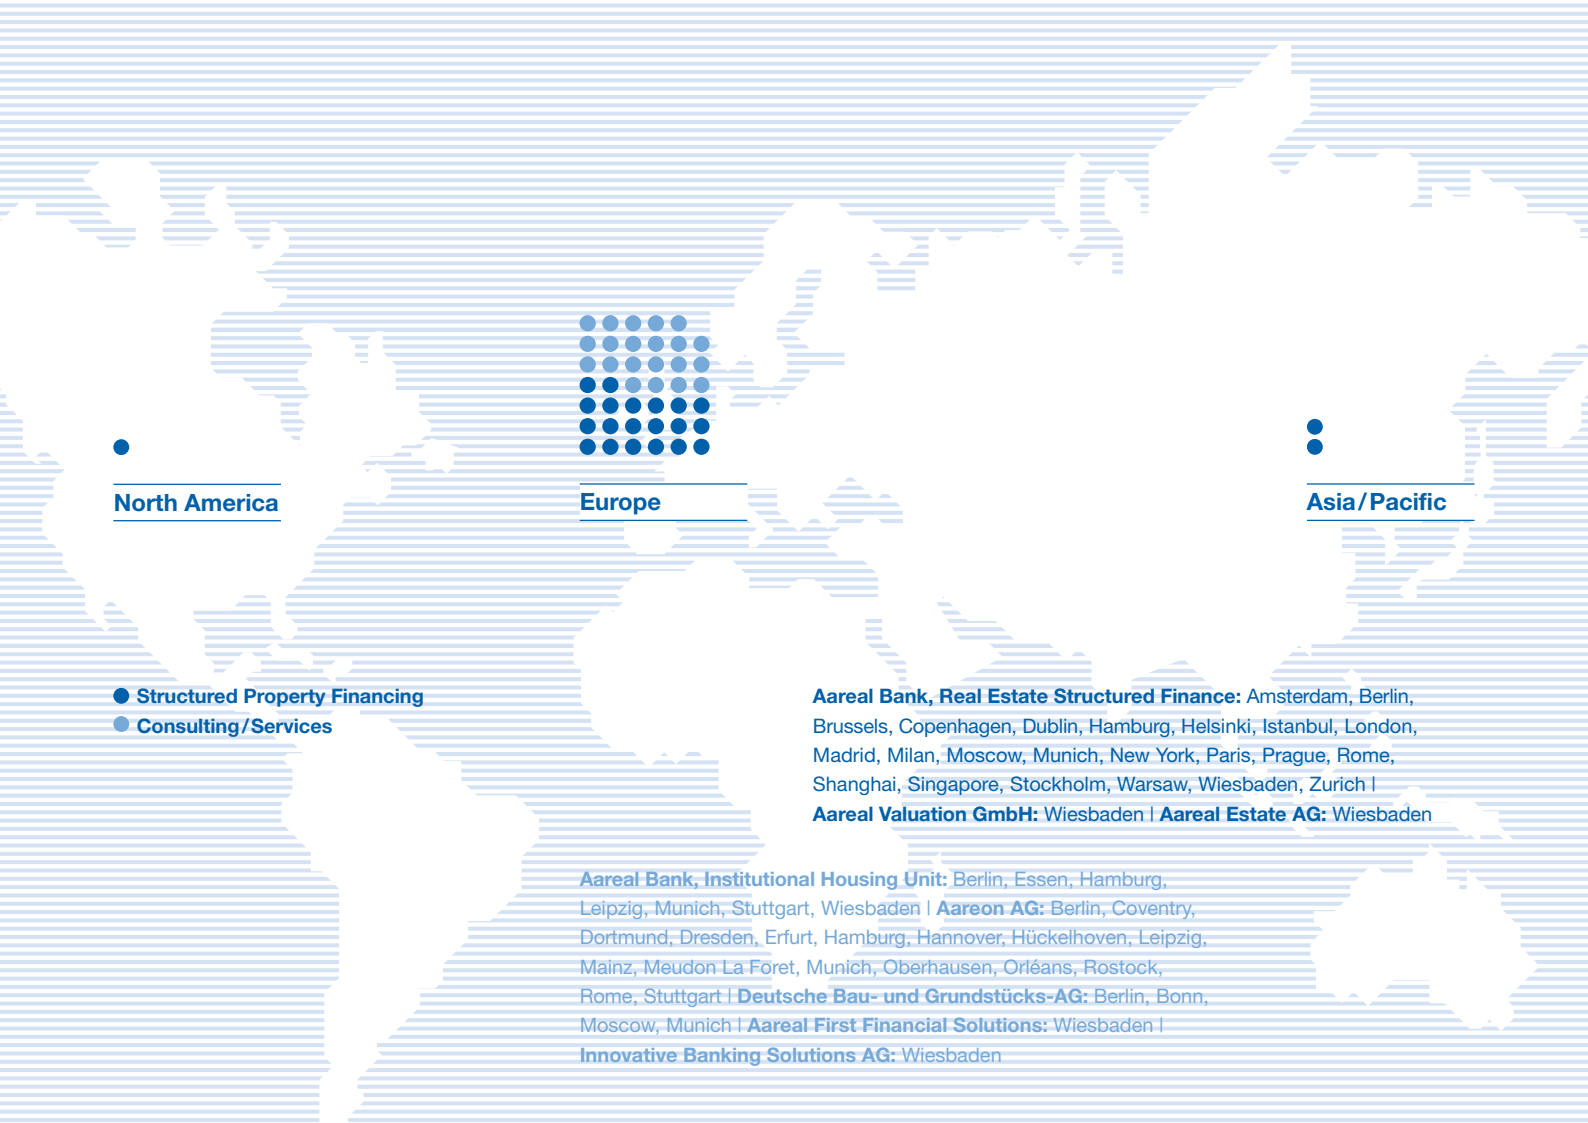 North America
Europe
Asia/Pacific
Structured Property Financing
Consulting/Services
Aareal Bank, Real Estate Structured Finance: Amsterdam, Berlin,
Brussels, Copenhagen, Dublin, Hamburg, Helsinki, Istanbul, London,
Madrid, Milan, Moscow, Munich, New York, Paris, Prague, Rome,
Shanghai, Singapore, Stockholm, Warsaw, Wiesbaden, Zurich |
Aareal Valuation GmbH: Wiesbaden | Aareal Estate AG: Wiesbaden
Aareal Bank, Institutional Housing Unit: Berlin, Essen, Hamburg,
Leipzig, Munich, Stuttgart, Wiesbaden | Aareon AG: Berlin, Coventry,
Dortmund, Dresden, Erfurt, Hamburg, Hannover, Hückelhoven, Leipzig,
Mainz, Meudon La Foret, Munich, Oberhausen, Orléans, Rostock,
Rome, Stuttgart | Deutsche Bau- und Grundstücks-AG: Berlin, Bonn,
Moscow, Munich | Aareal First Financial Solutions: Wiesbaden |
Innovative Banking Solutions AG: Wiesbaden